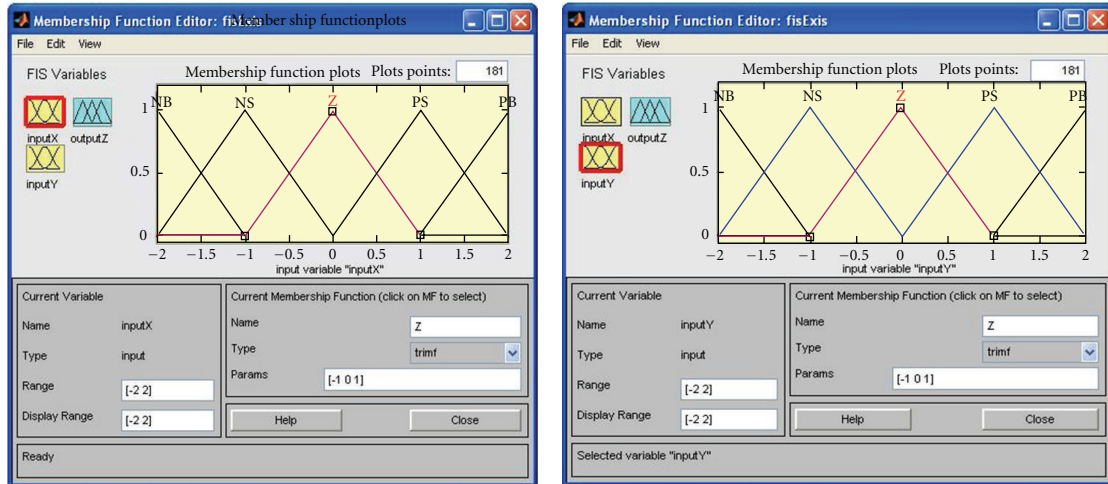 Membership Function Editor: fisExis
Member ship functionplots
File Edit View
FIS Variables
Membership function plots Plots points: 181
NB NS Z PS PB
inputX outputZ
inputY
1
0.5
0
−2 −1.5 −1 −0.5 0 0.5 1 1.5 2
input variable "inputX"
Current Variable
Name inputX
Type input
Range [-2 2]
Display Range [-2 2]
Current Membership Function (click on MF to select)
Name Z
Type trimf
Params [-1 0 1]
Help Close
Ready
Membership Function Editor: fisExis
File Edit View
FIS Variables
Membership function plots Plots points: 181
NB NS Z PS PB
inputX outputZ
inputY
1
0.5
0
−2 −1.5 −1 −0.5 0 0.5 1 1.5 2
input variable "inputY"
Current Variable
Name inputY
Type input
Range [-2 2]
Display Range [-2 2]
Current Membership Function (click on MF to select)
Name Z
Type trimf
Params [-1 0 1]
Help Close
Selected variable "inputY"